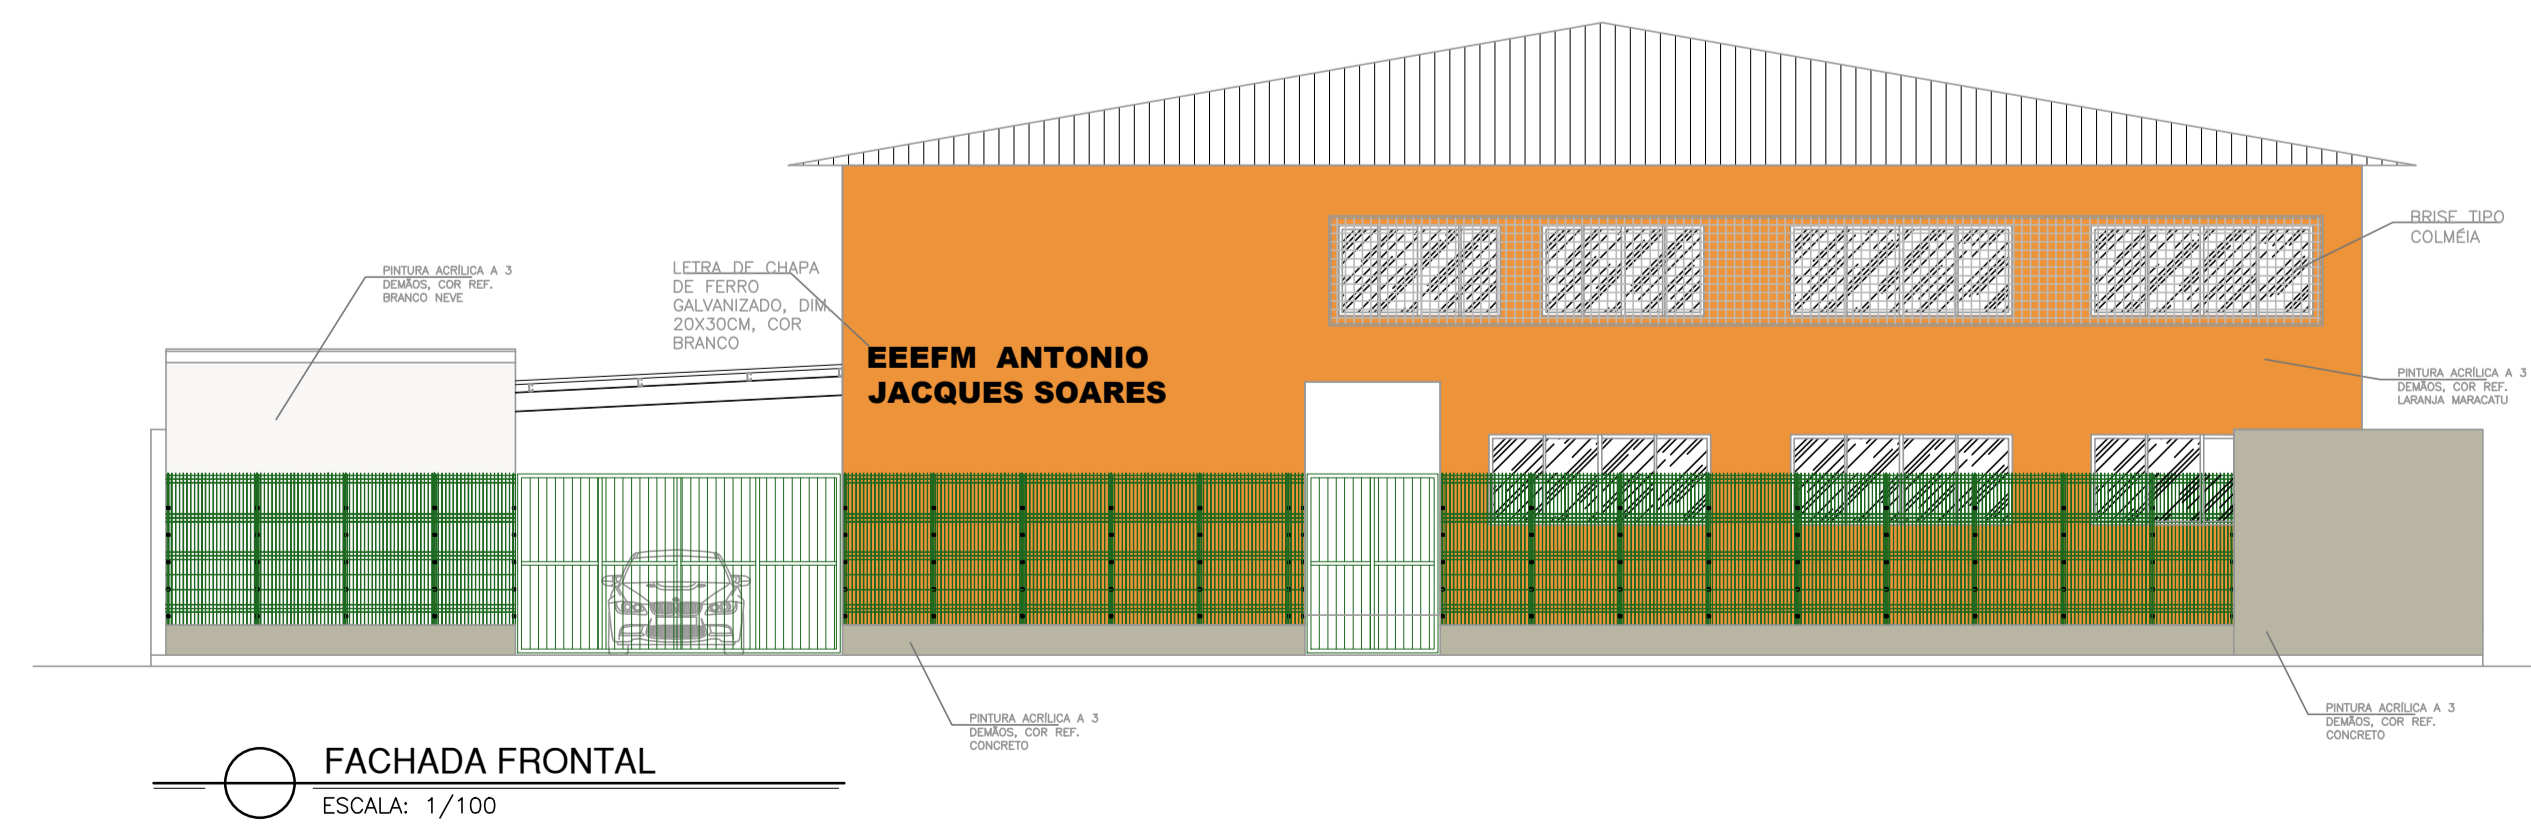 BRISE TIPO
COLMÉIA
LETRA DE CHAPA
DE FERRO
GALVANIZADO, DIM.
20X30CM, COR
BRANCO
PINTURA ACRÍLICA A 3
DEMÃOS, COR REF.
BRANCO NEVE
EEEFM ANTONIO
JACQUES SOARES
PINTURA ACRÍLICA A 3
DEMÃOS, COR REF.
LARANJA MARACATU
PINTURA ACRÍLICA A 3
DEMÃOS, COR REF.
CONCRETO
PINTURA ACRÍLICA A 3
DEMÃOS, COR REF.
CONCRETO
FACHADA FRONTAL
ESCALA: 1/100